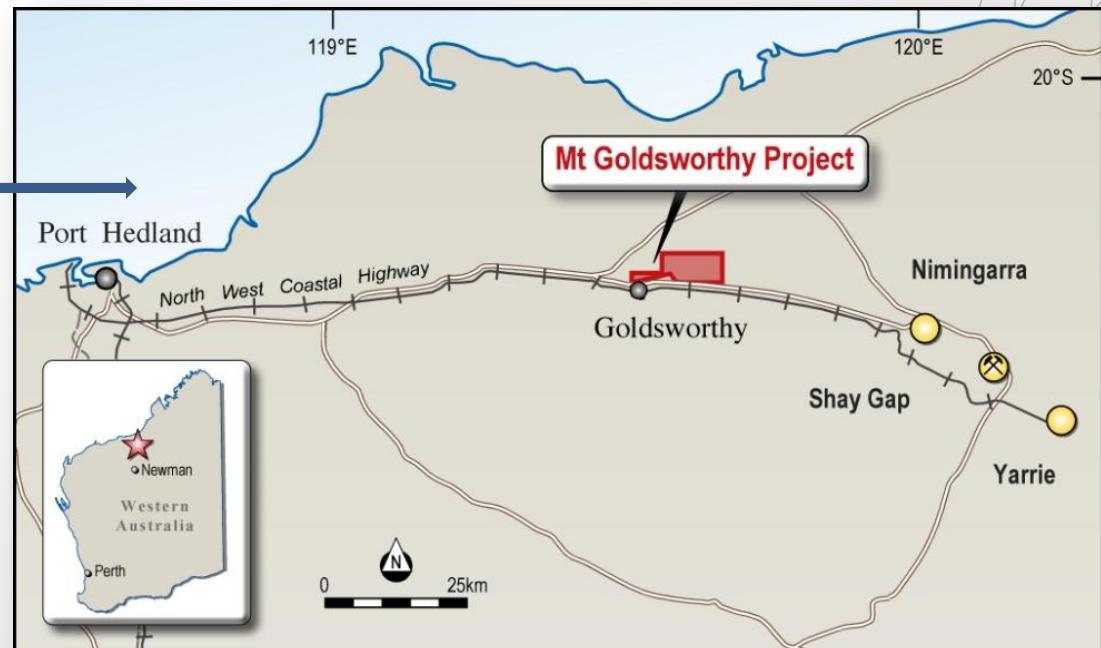 119°E
120°E
20°S
Mt Goldsworthy Project
Port Hedland
North West Coastal Highway
Nimingarra
Goldsworthy
Shay Gap
Yarrie
Newman
Western
Australia
Perth
N
0 25km